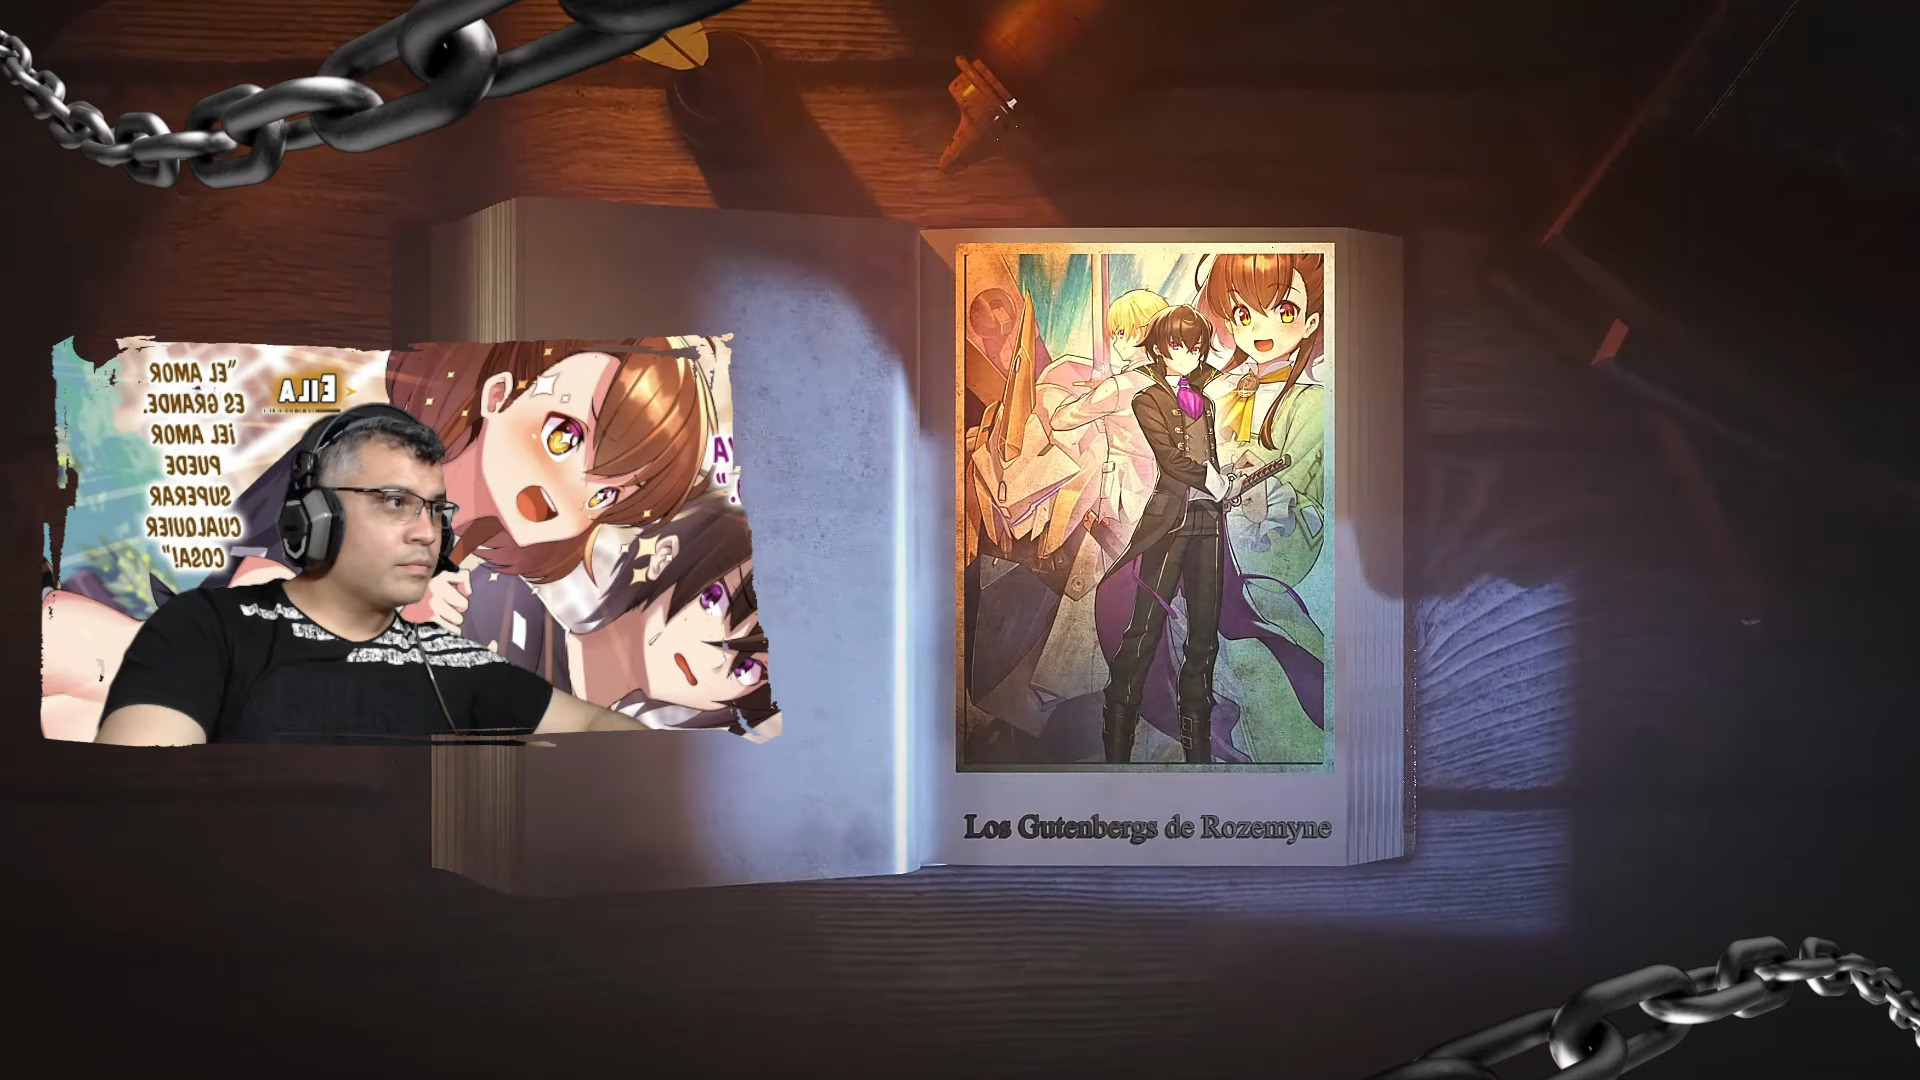 "EL AMOR
ES GRANDE.
¡EL AMOR
PUEDE
SUPERAR
CUALQUIER
COSA!"
EILA
Los Gutenbergs de Rozemyne